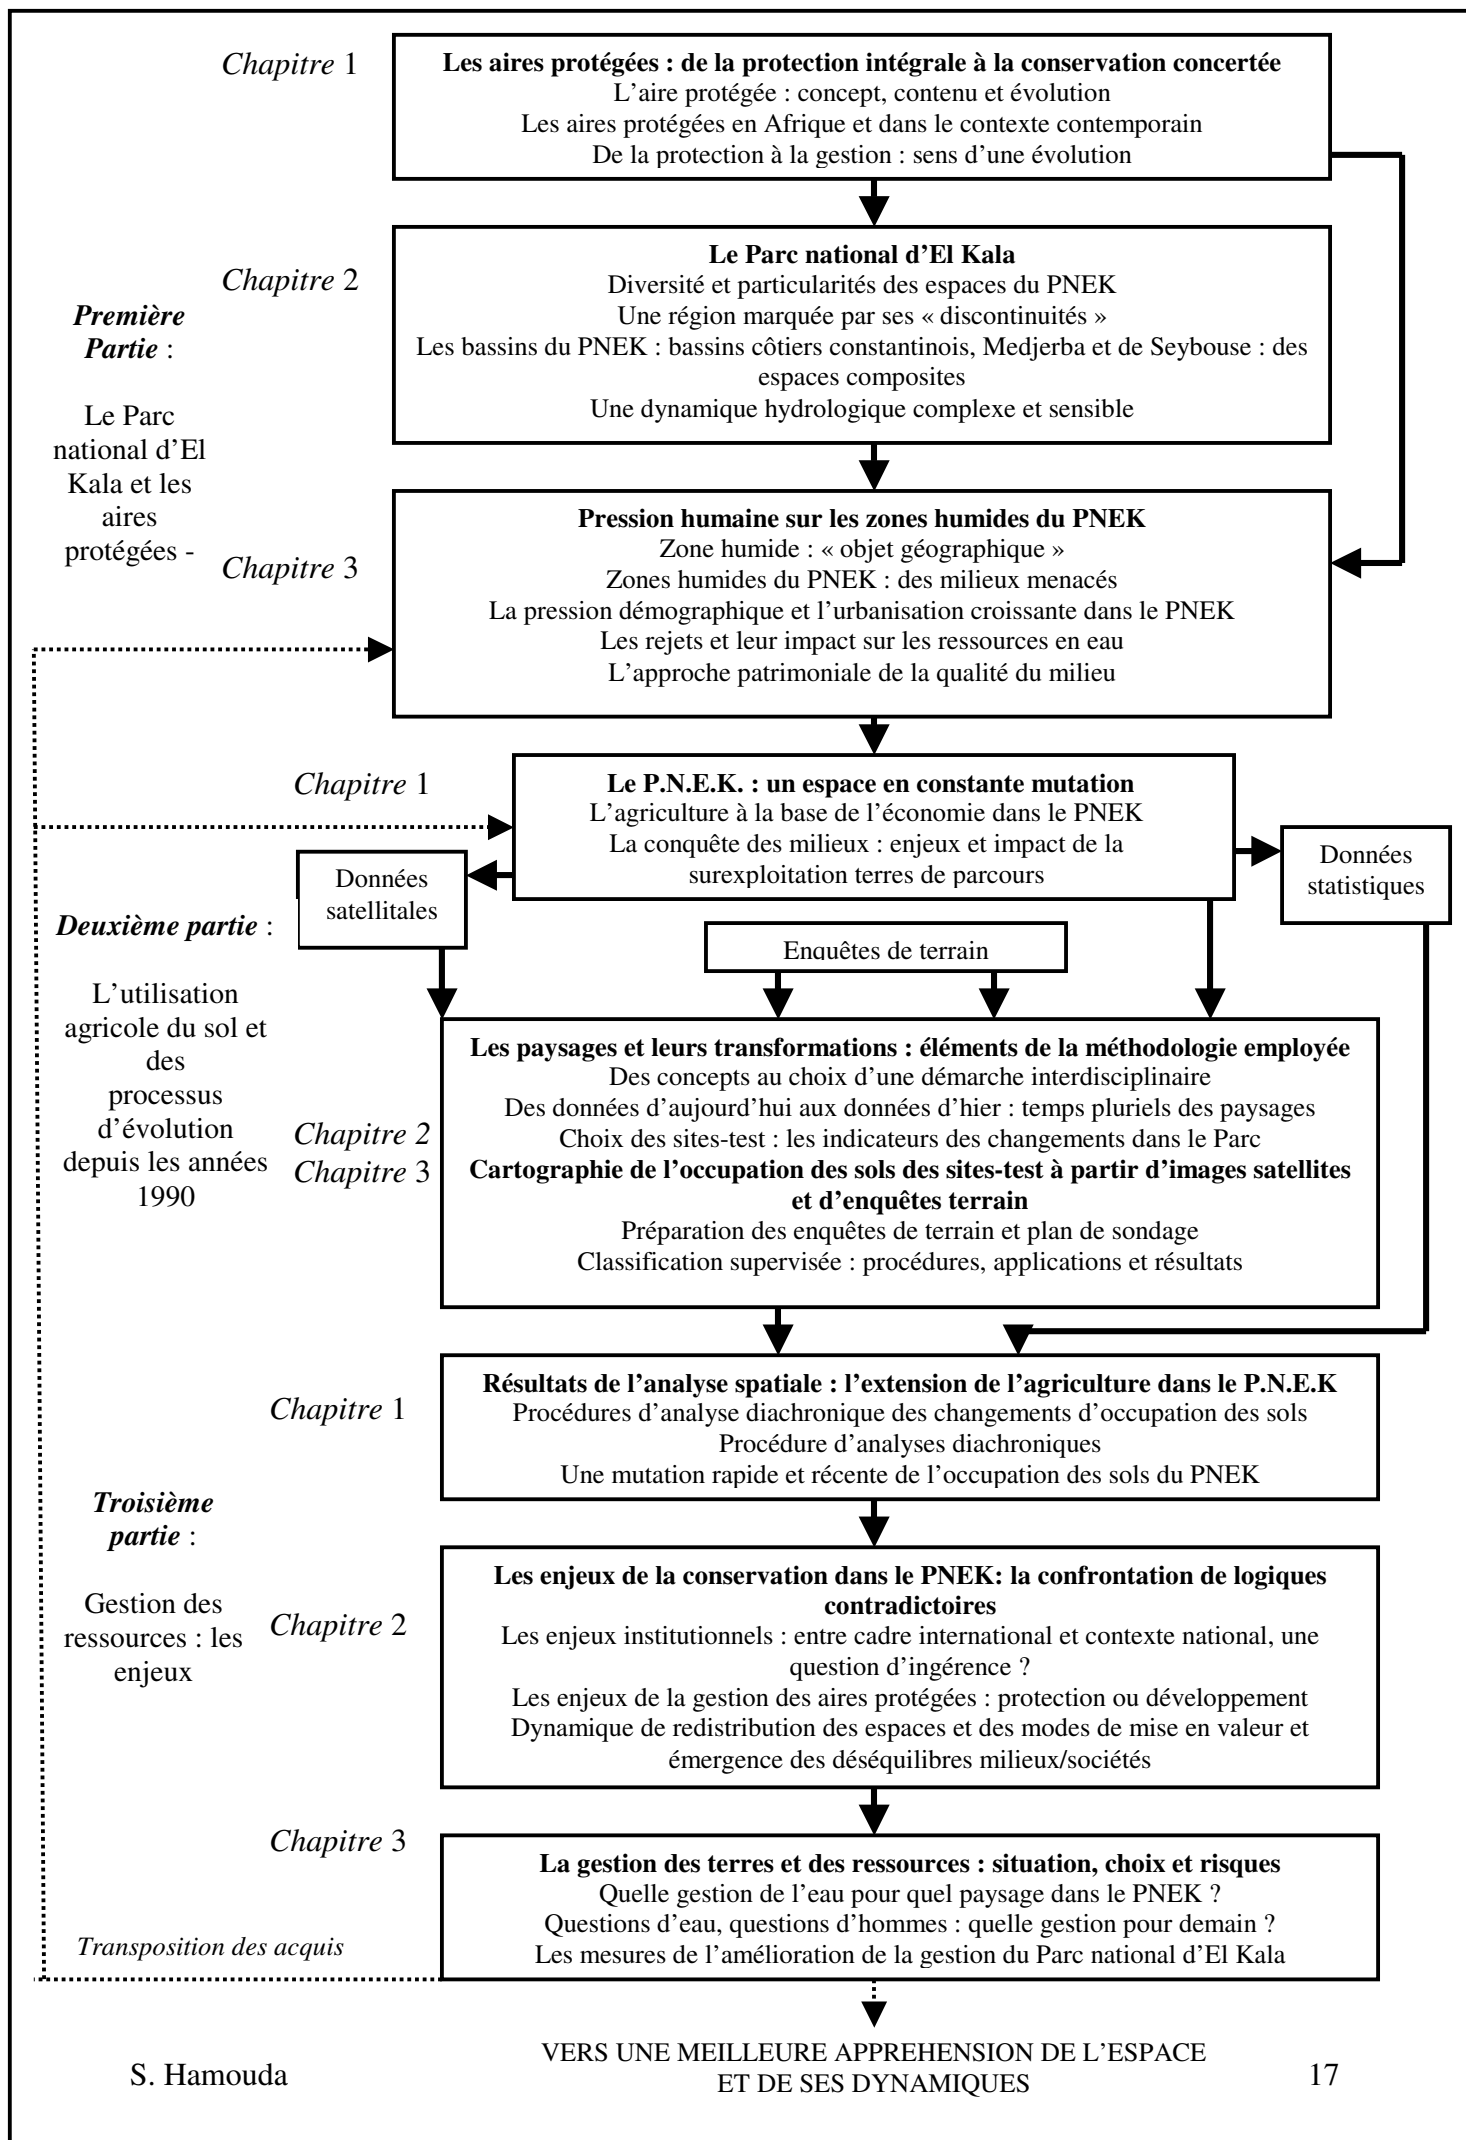 Chapitre 1
Les aires protégées : de la protection intégrale à la conservation concertée
L’aire protégée : concept, contenu et évolution
Les aires protégées en Afrique et dans le contexte contemporain
De la protection à la gestion : sens d’une évolution
Première
Partie :
Le Parc
national d’El
Kala et les
aires
protégées -
Chapitre 2
Le Parc national d’El Kala
Diversité et particularités des espaces du PNEK
Une région marquée par ses « discontinuités »
Les bassins du PNEK : bassins côtiers constantinois, Medjerba et de Seybouse : des
espaces composites
Une dynamique hydrologique complexe et sensible
Chapitre 3
Pression humaine sur les zones humides du PNEK
Zone humide : « objet géographique »
Zones humides du PNEK : des milieux menacés
La pression démographique et l’urbanisation croissante dans le PNEK
Les rejets et leur impact sur les ressources en eau
L’approche patrimoniale de la qualité du milieu
Chapitre 1
Le P.N.E.K. : un espace en constante mutation
L’agriculture à la base de l’économie dans le PNEK
La conquête des milieux : enjeux et impact de la
surexploitation terres de parcours
Données
satellitales
Données
statistiques
Enquêtes de terrain
Deuxième partie :
L’utilisation
agricole du sol et
des
processus
d’évolution
depuis les années
1990
Chapitre 2
Chapitre 3
Les paysages et leurs transformations : éléments de la méthodologie employée
Des concepts au choix d’une démarche interdisciplinaire
Des données d’aujourd’hui aux données d’hier : temps pluriels des paysages
Choix des sites-test : les indicateurs des changements dans le Parc
Cartographie de l’occupation des sols des sites-test à partir d’images satellites
et d’enquêtes terrain
Préparation des enquêtes de terrain et plan de sondage
Classification supervisée : procédures, applications et résultats
Chapitre 1
Résultats de l’analyse spatiale : l’extension de l’agriculture dans le P.N.E.K
Procédures d’analyse diachronique des changements d’occupation des sols
Procédure d’analyses diachroniques
Une mutation rapide et récente de l’occupation des sols du PNEK
Troisième
partie :
Gestion des
ressources : les
enjeux
Chapitre 2
Les enjeux de la conservation dans le PNEK: la confrontation de logiques
contradictoires
Les enjeux institutionnels : entre cadre international et contexte national, une
question d’ingérence ?
Les enjeux de la gestion des aires protégées : protection ou développement
Dynamique de redistribution des espaces et des modes de mise en valeur et
émergence des déséquilibres milieux/sociétés
Chapitre 3
La gestion des terres et des ressources : situation, choix et risques
Quelle gestion de l’eau pour quel paysage dans le PNEK ?
Questions d’eau, questions d’hommes : quelle gestion pour demain ?
Les mesures de l’amélioration de la gestion du Parc national d’El Kala
Transposition des acquis
VERS UNE MEILLEURE APPREHENSION DE L’ESPACE
ET DE SES DYNAMIQUES
S. Hamouda
17